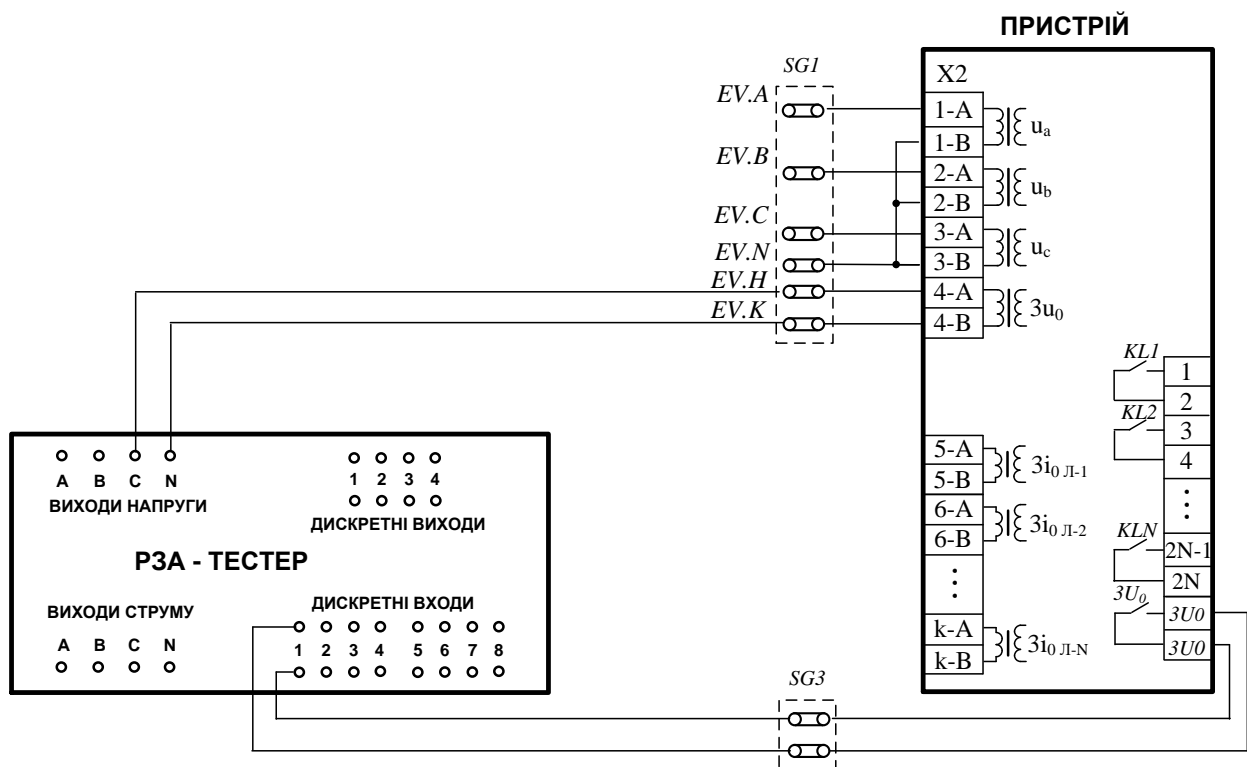 ПРИСТРІЙ
SG1
X2
EV.A
1-A
ua
1-B
EV.B
2-A
ub
2-B
EV.C
3-A
uc
EV.N
3-B
EV.H
4-A
3u0
EV.K
4-B
KL1
1
2
KL2
3
4
5-A
3i0 Л-1
5-B
6-A
3i0 Л-2
6-B
⋮
⋮
KLN
2N-1
2N
3U0
3U0
3U0
k-A
3i0 Л-N
k-B
A B C N
ВИХОДИ НАПРУГИ
1 2 3 4
ДИСКРЕТНІ ВИХОДИ
РЗА - ТЕСТЕР
ВИХОДИ СТРУМУ
A B C N
ДИСКРЕТНІ ВХОДИ
1 2 3 4 5 6 7 8
SG3